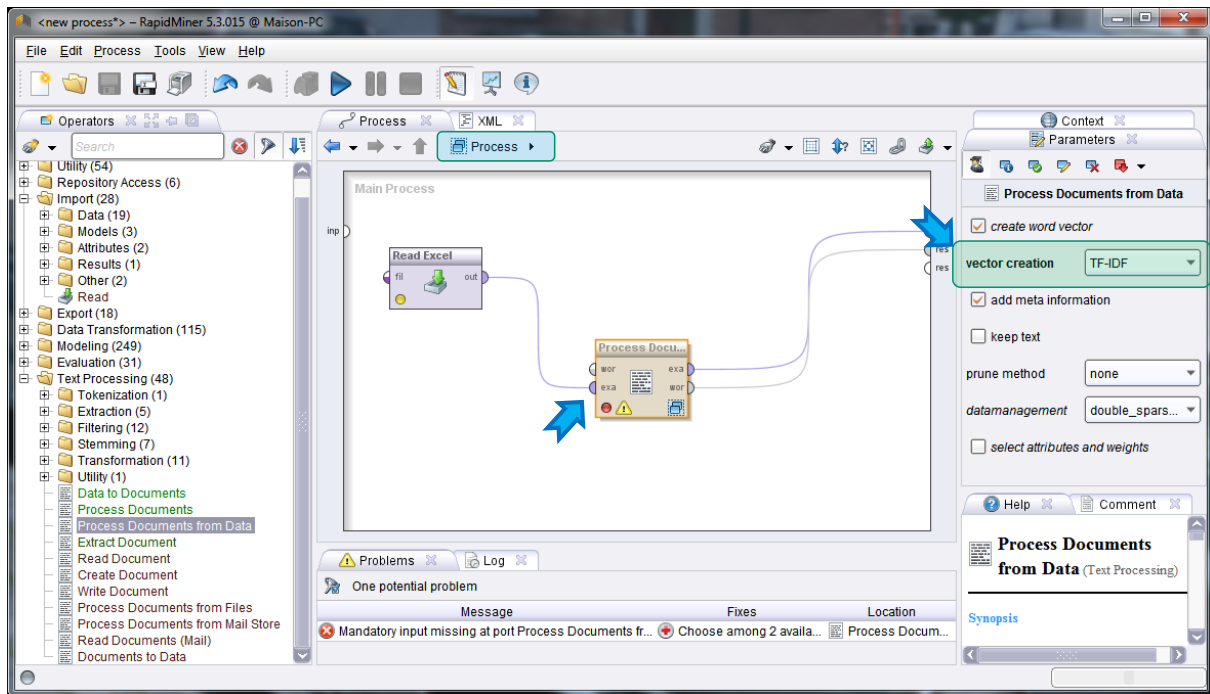 <new process*> – RapidMiner 5.3.015 @ Maison-PC
File Edit Process Tools View Help
Operators
Search
Utility (54)
Repository Access (6)
Import (28)
Data (19)
Models (3)
Attributes (2)
Results (1)
Other (2)
Read
Export (18)
Data Transformation (115)
Modeling (249)
Evaluation (31)
Text Processing (48)
Tokenization (1)
Extraction (5)
Filtering (12)
Stemming (7)
Transformation (11)
Utility (1)
Data to Documents
Process Documents
Process Documents from Data
Extract Document
Read Document
Create Document
Write Document
Process Documents from Files
Process Documents from Mail Store
Read Documents (Mail)
Documents to Data
Process XML
Process
Main Process
inp
res
res
Read Excel
fil out
Process Docu...
wor exa
exa wor
Problems Log
One potential problem
Message Fixes Location
Mandatory input missing at port Process Documents fr... Choose among 2 availa... Process Docum...
Context
Parameters
Process Documents from Data
create word vector
vector creation TF-IDF
add meta information
keep text
prune method none
datamanagement double_spars...
select attributes and weights
Help Comment
Process Documents
from Data (Text Processing)
Synopsis